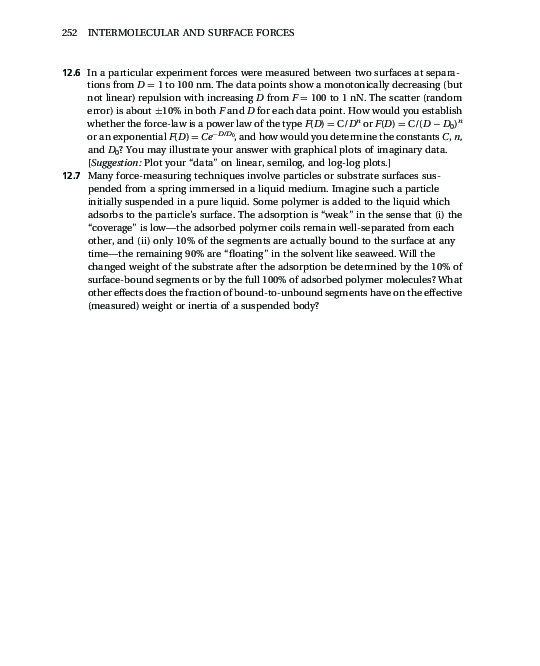 252 INTERMOLECULAR AND SURFACE FORCES
12.6 In a particular experiment forces were measured between two surfaces at separa-
tions from D = 1 to 100 nm. The data points show a monotonically decreasing (but
not linear) repulsion with increasing D from F = 100 to 1 nN. The scatter (random
error) is about ±10% in both F and D for each data point. How would you establish
whether the force-law is a power law of the type F(D) = C/Dⁿ or F(D) = C/(D − D₀)ⁿ
or an exponential F(D) = Ce^−D/D₀, and how would you determine the constants C, n,
and D₀? You may illustrate your answer with graphical plots of imaginary data.
[Suggestion: Plot your “data” on linear, semilog, and log-log plots.]
12.7 Many force-measuring techniques involve particles or substrate surfaces sus-
pended from a spring immersed in a liquid medium. Imagine such a particle
initially suspended in a pure liquid. Some polymer is added to the liquid which
adsorbs to the particle’s surface. The adsorption is “weak” in the sense that (i) the
“coverage” is low—the adsorbed polymer coils remain well-separated from each
other, and (ii) only 10% of the segments are actually bound to the surface at any
time—the remaining 90% are “floating” in the solvent like seaweed. Will the
changed weight of the substrate after the adsorption be determined by the 10% of
surface-bound segments or by the full 100% of adsorbed polymer molecules? What
other effects does the fraction of bound-to-unbound segments have on the effective
(measured) weight or inertia of a suspended body?